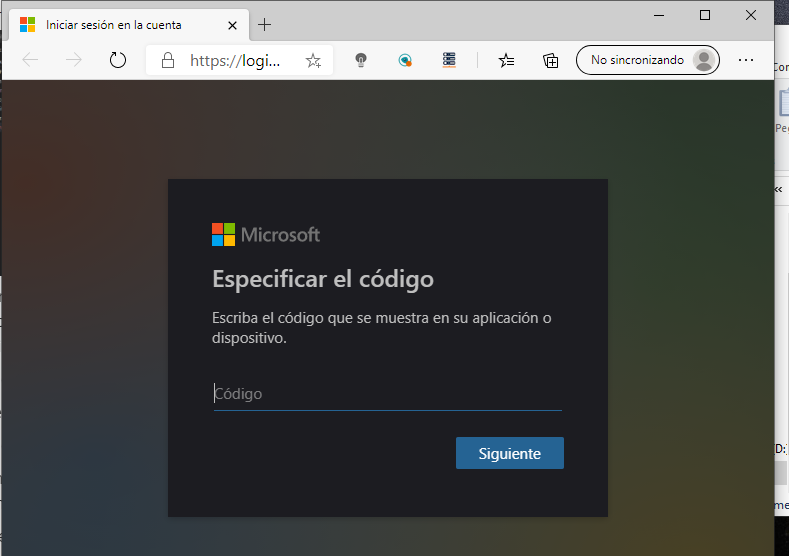 Iniciar sesión en la cuenta
https://logi...
No sincronizando
Microsoft
Especificar el código
Escriba el código que se muestra en su aplicación o
dispositivo.
Código
Siguiente